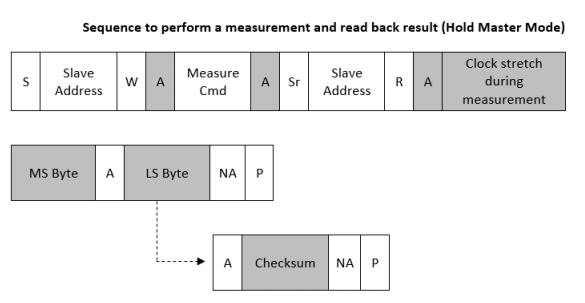 Sequence to perform a measurement and read back result (Hold Master Mode)
S
Slave
Address
W
A
Measure
Cmd
A
Sr
Slave
Address
R
A
Clock stretch
during
measurement
MS Byte
A
LS Byte
NA
P
A
Checksum
NA
P